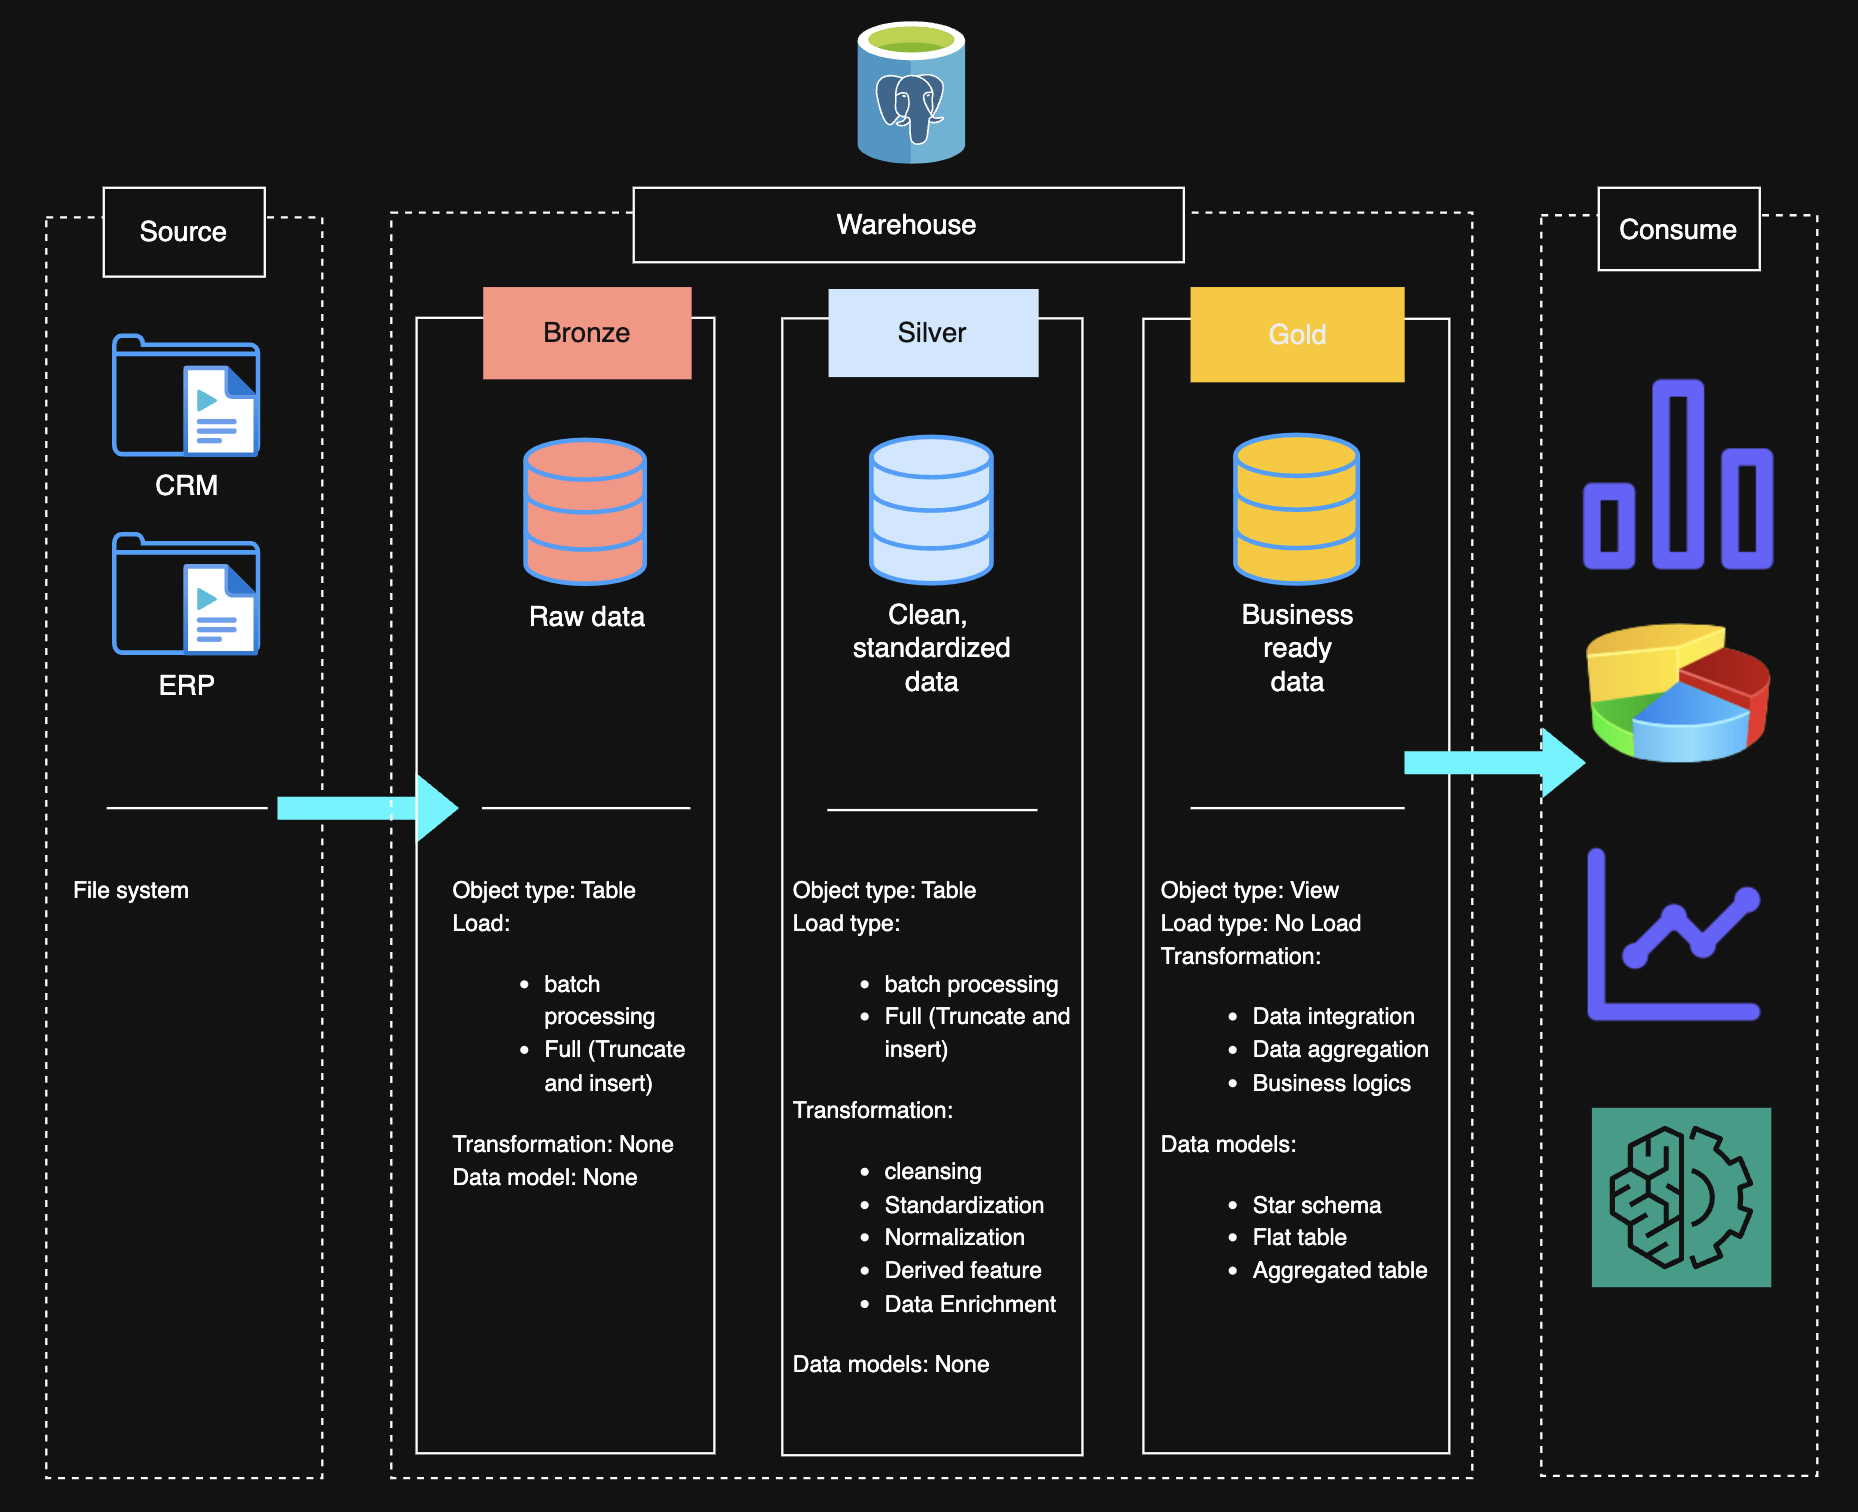 Source
Warehouse
Consume
Bronze
Silver
Gold
CRM
ERP
Raw data
Clean,
standardized
data
Business
ready
data
File system
Object type: Table
Load:
• batch
processing
• Full (Truncate
and insert)
Transformation: None
Data model: None
Object type: Table
Load type:
• batch processing
• Full (Truncate and
insert)
Transformation:
• cleansing
• Standardization
• Normalization
• Derived feature
• Data Enrichment
Data models: None
Object type: View
Load type: No Load
Transformation:
• Data integration
• Data aggregation
• Business logics
Data models:
• Star schema
• Flat table
• Aggregated table